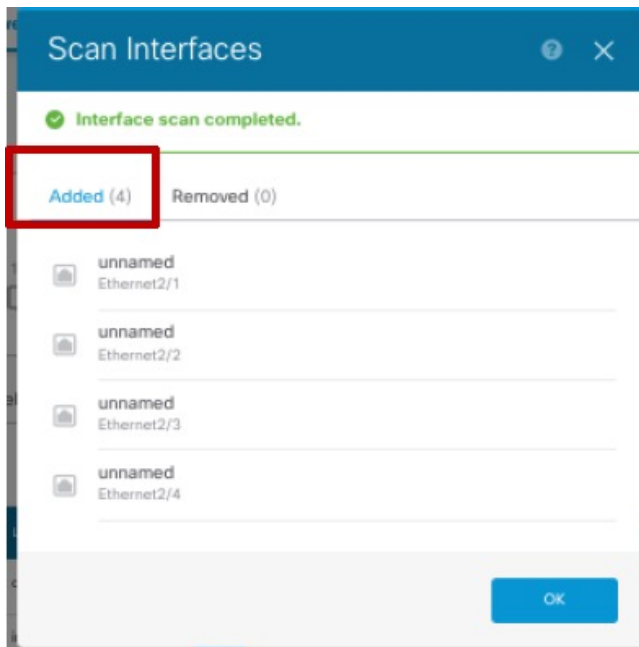 Scan Interfaces
Interface scan completed.
Added (4) Removed (0)
unnamed
Ethernet2/1
unnamed
Ethernet2/2
unnamed
Ethernet2/3
unnamed
Ethernet2/4
OK